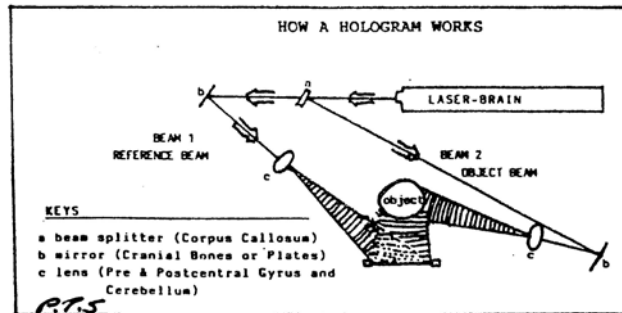 HOW A HOLOGRAM WORKS
a
b
LASER-BRAIN
BEAM 1
REFERENCE BEAM
BEAM 2
OBJECT BEAM
c
object
c
b
KEYS
a beam splitter (Corpus Callosum)
b mirror (Cranial Bones or Plates)
c lens (Pre & Postcentral Gyrus and
Cerebellum)
P.T.S